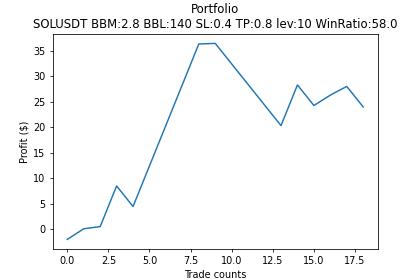 Portfolio
SOLUSDT BBM:2.8 BBL:140 SL:0.4 TP:0.8 lev:10 WinRatio:58.0
Profit ($)
35
30
25
20
15
10
5
0
0.0 2.5 5.0 7.5 10.0 12.5 15.0 17.5
Trade counts